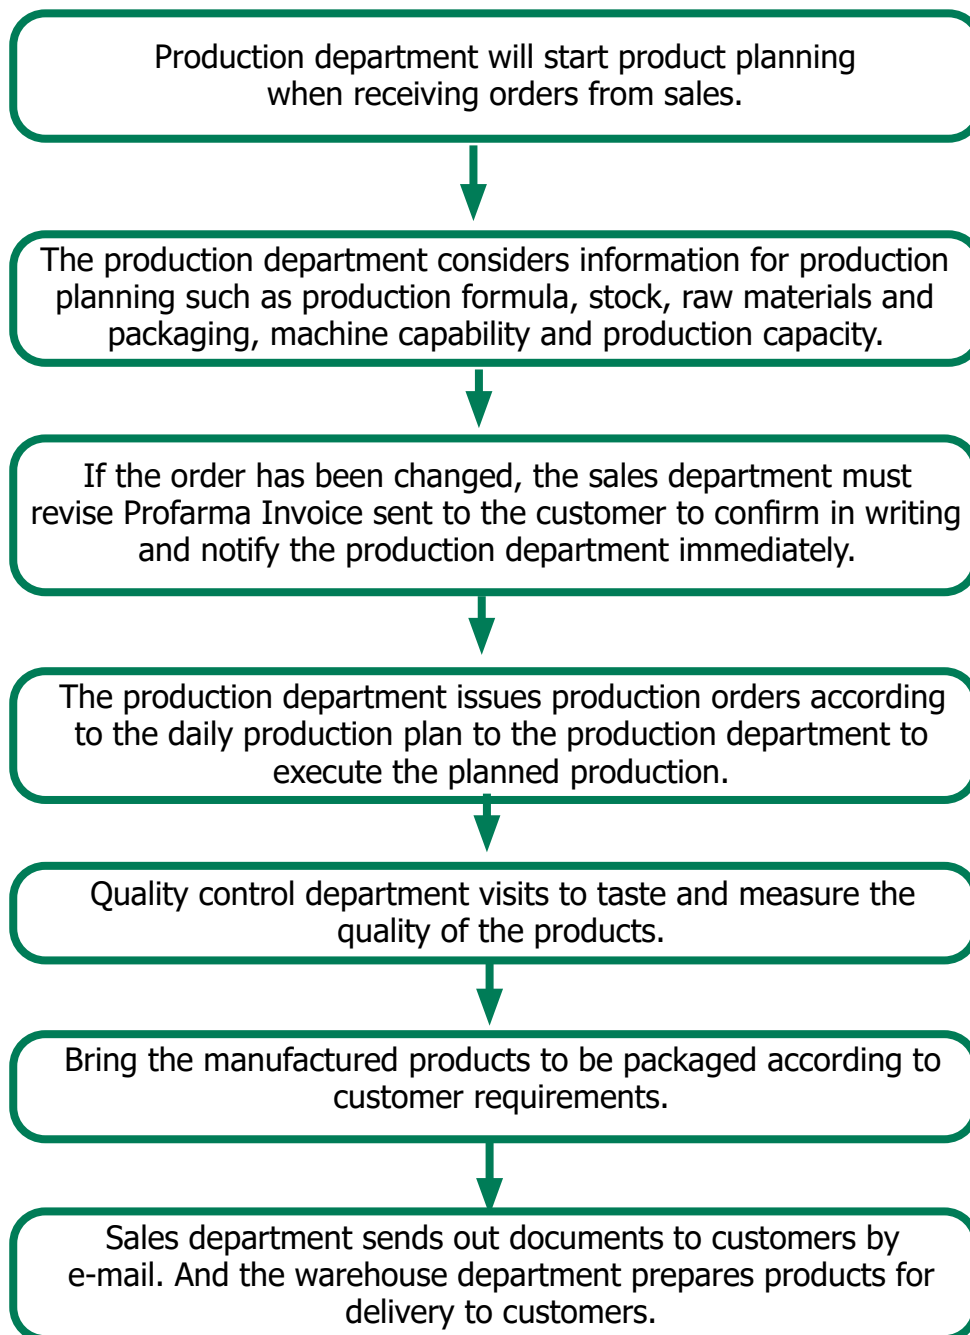 Production department will start product planning
when receiving orders from sales.
The production department considers information for production
planning such as production formula, stock, raw materials and
packaging, machine capability and production capacity.
If the order has been changed, the sales department must
revise Profarma Invoice sent to the customer to confirm in writing
and notify the production department immediately.
The production department issues production orders according
to the daily production plan to the production department to
execute the planned production.
Quality control department visits to taste and measure the
quality of the products.
Bring the manufactured products to be packaged according to
customer requirements.
Sales department sends out documents to customers by
e-mail. And the warehouse department prepares products for
delivery to customers.